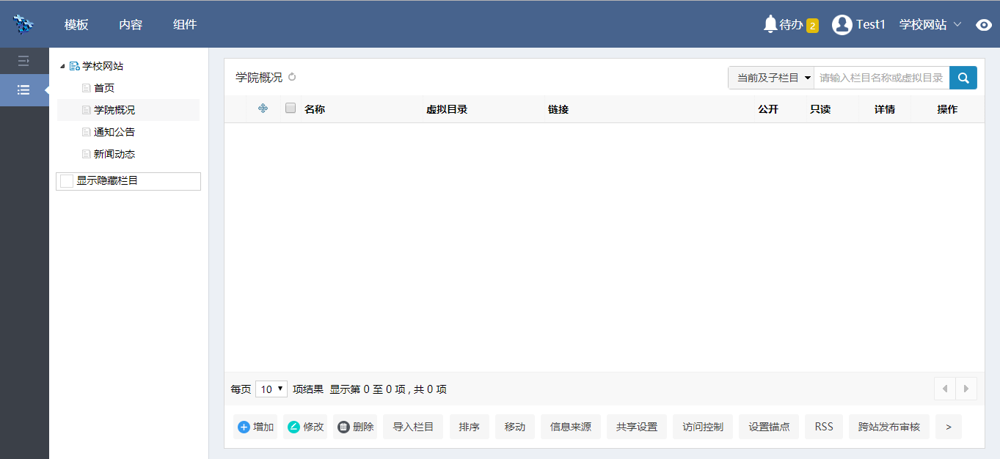 模板 内容 组件 待办 2 Test1 学校网站
学校网站
首页
学院概况
通知公告
新闻动态
显示隐藏栏目
学院概况 当前及子栏目 请输入栏目名称或虚拟目录
名称 虚拟目录 链接 公开 只读 详情 操作
每页 10 项结果 显示第 0 至 0 项 , 共 0 项
增加 修改 删除 导入栏目 排序 移动 信息来源 共享设置 访问控制 设置锚点 RSS 跨站发布审核 >